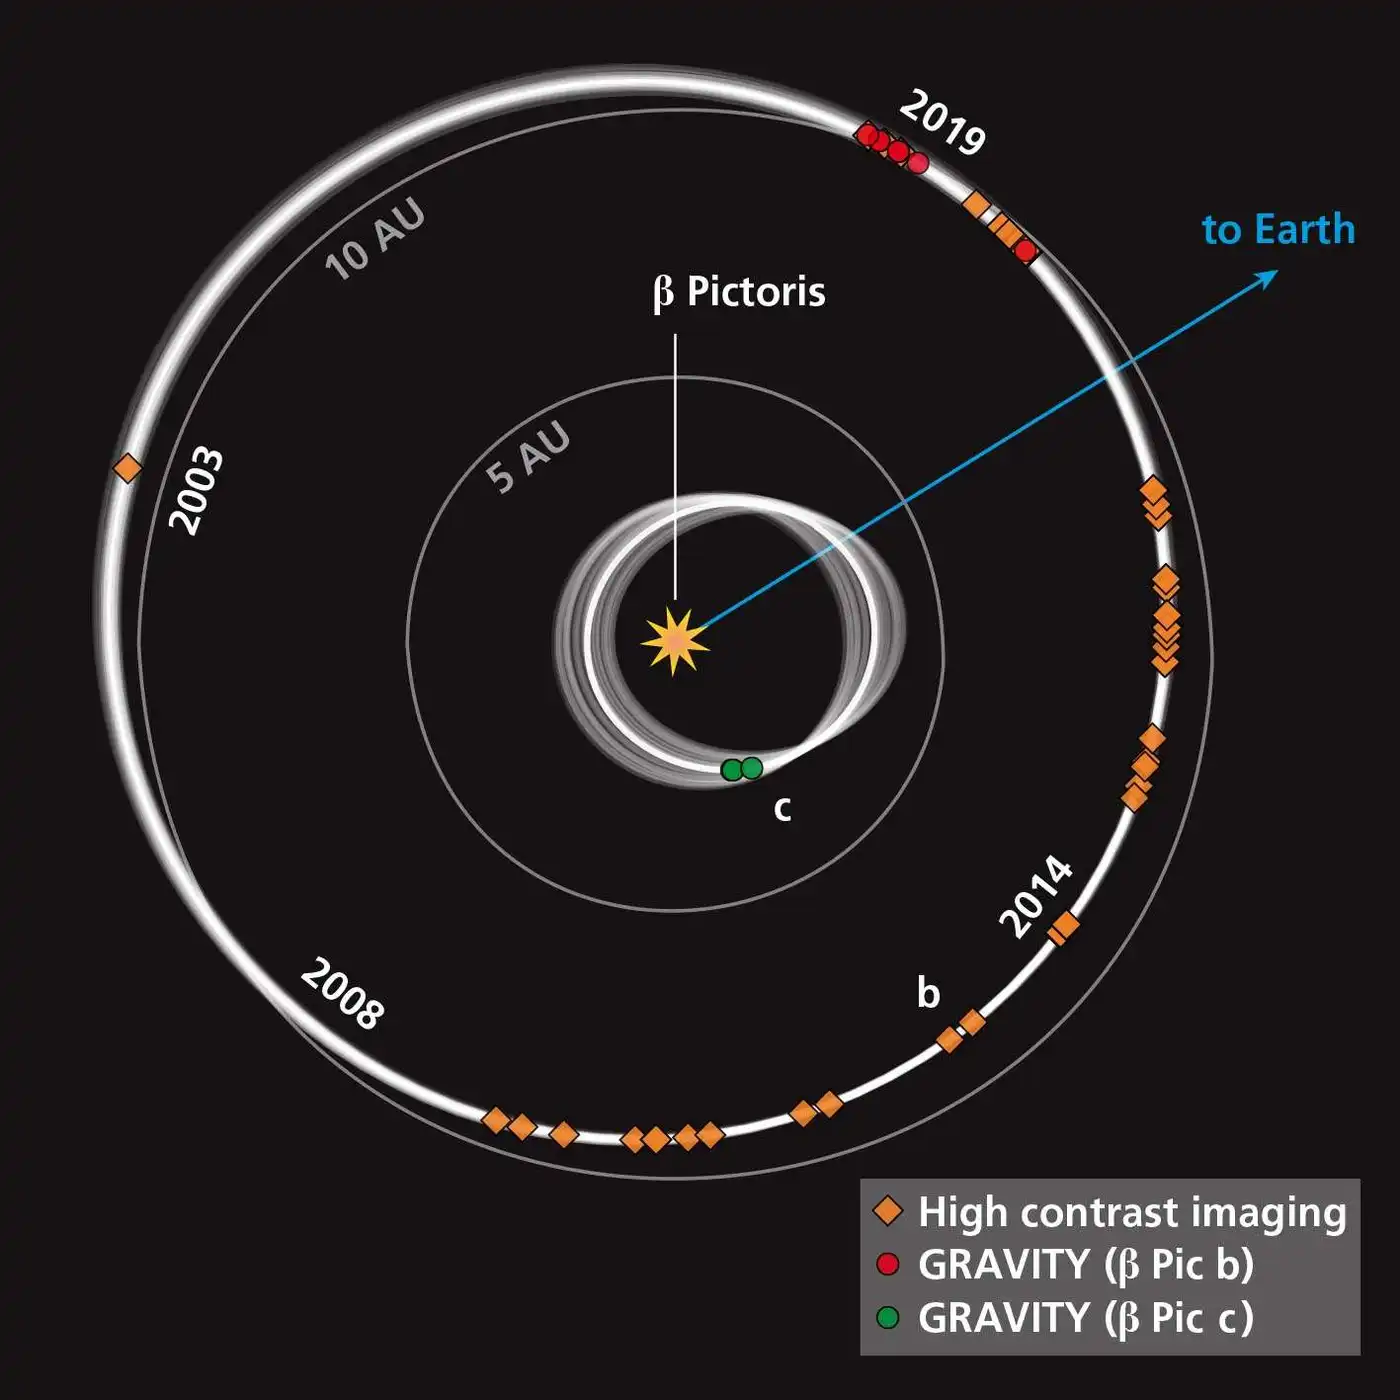 2019
10 AU
to Earth
β Pictoris
5 AU
2003
c
2014
b
2008
High contrast imaging
GRAVITY (β Pic b)
GRAVITY (β Pic c)